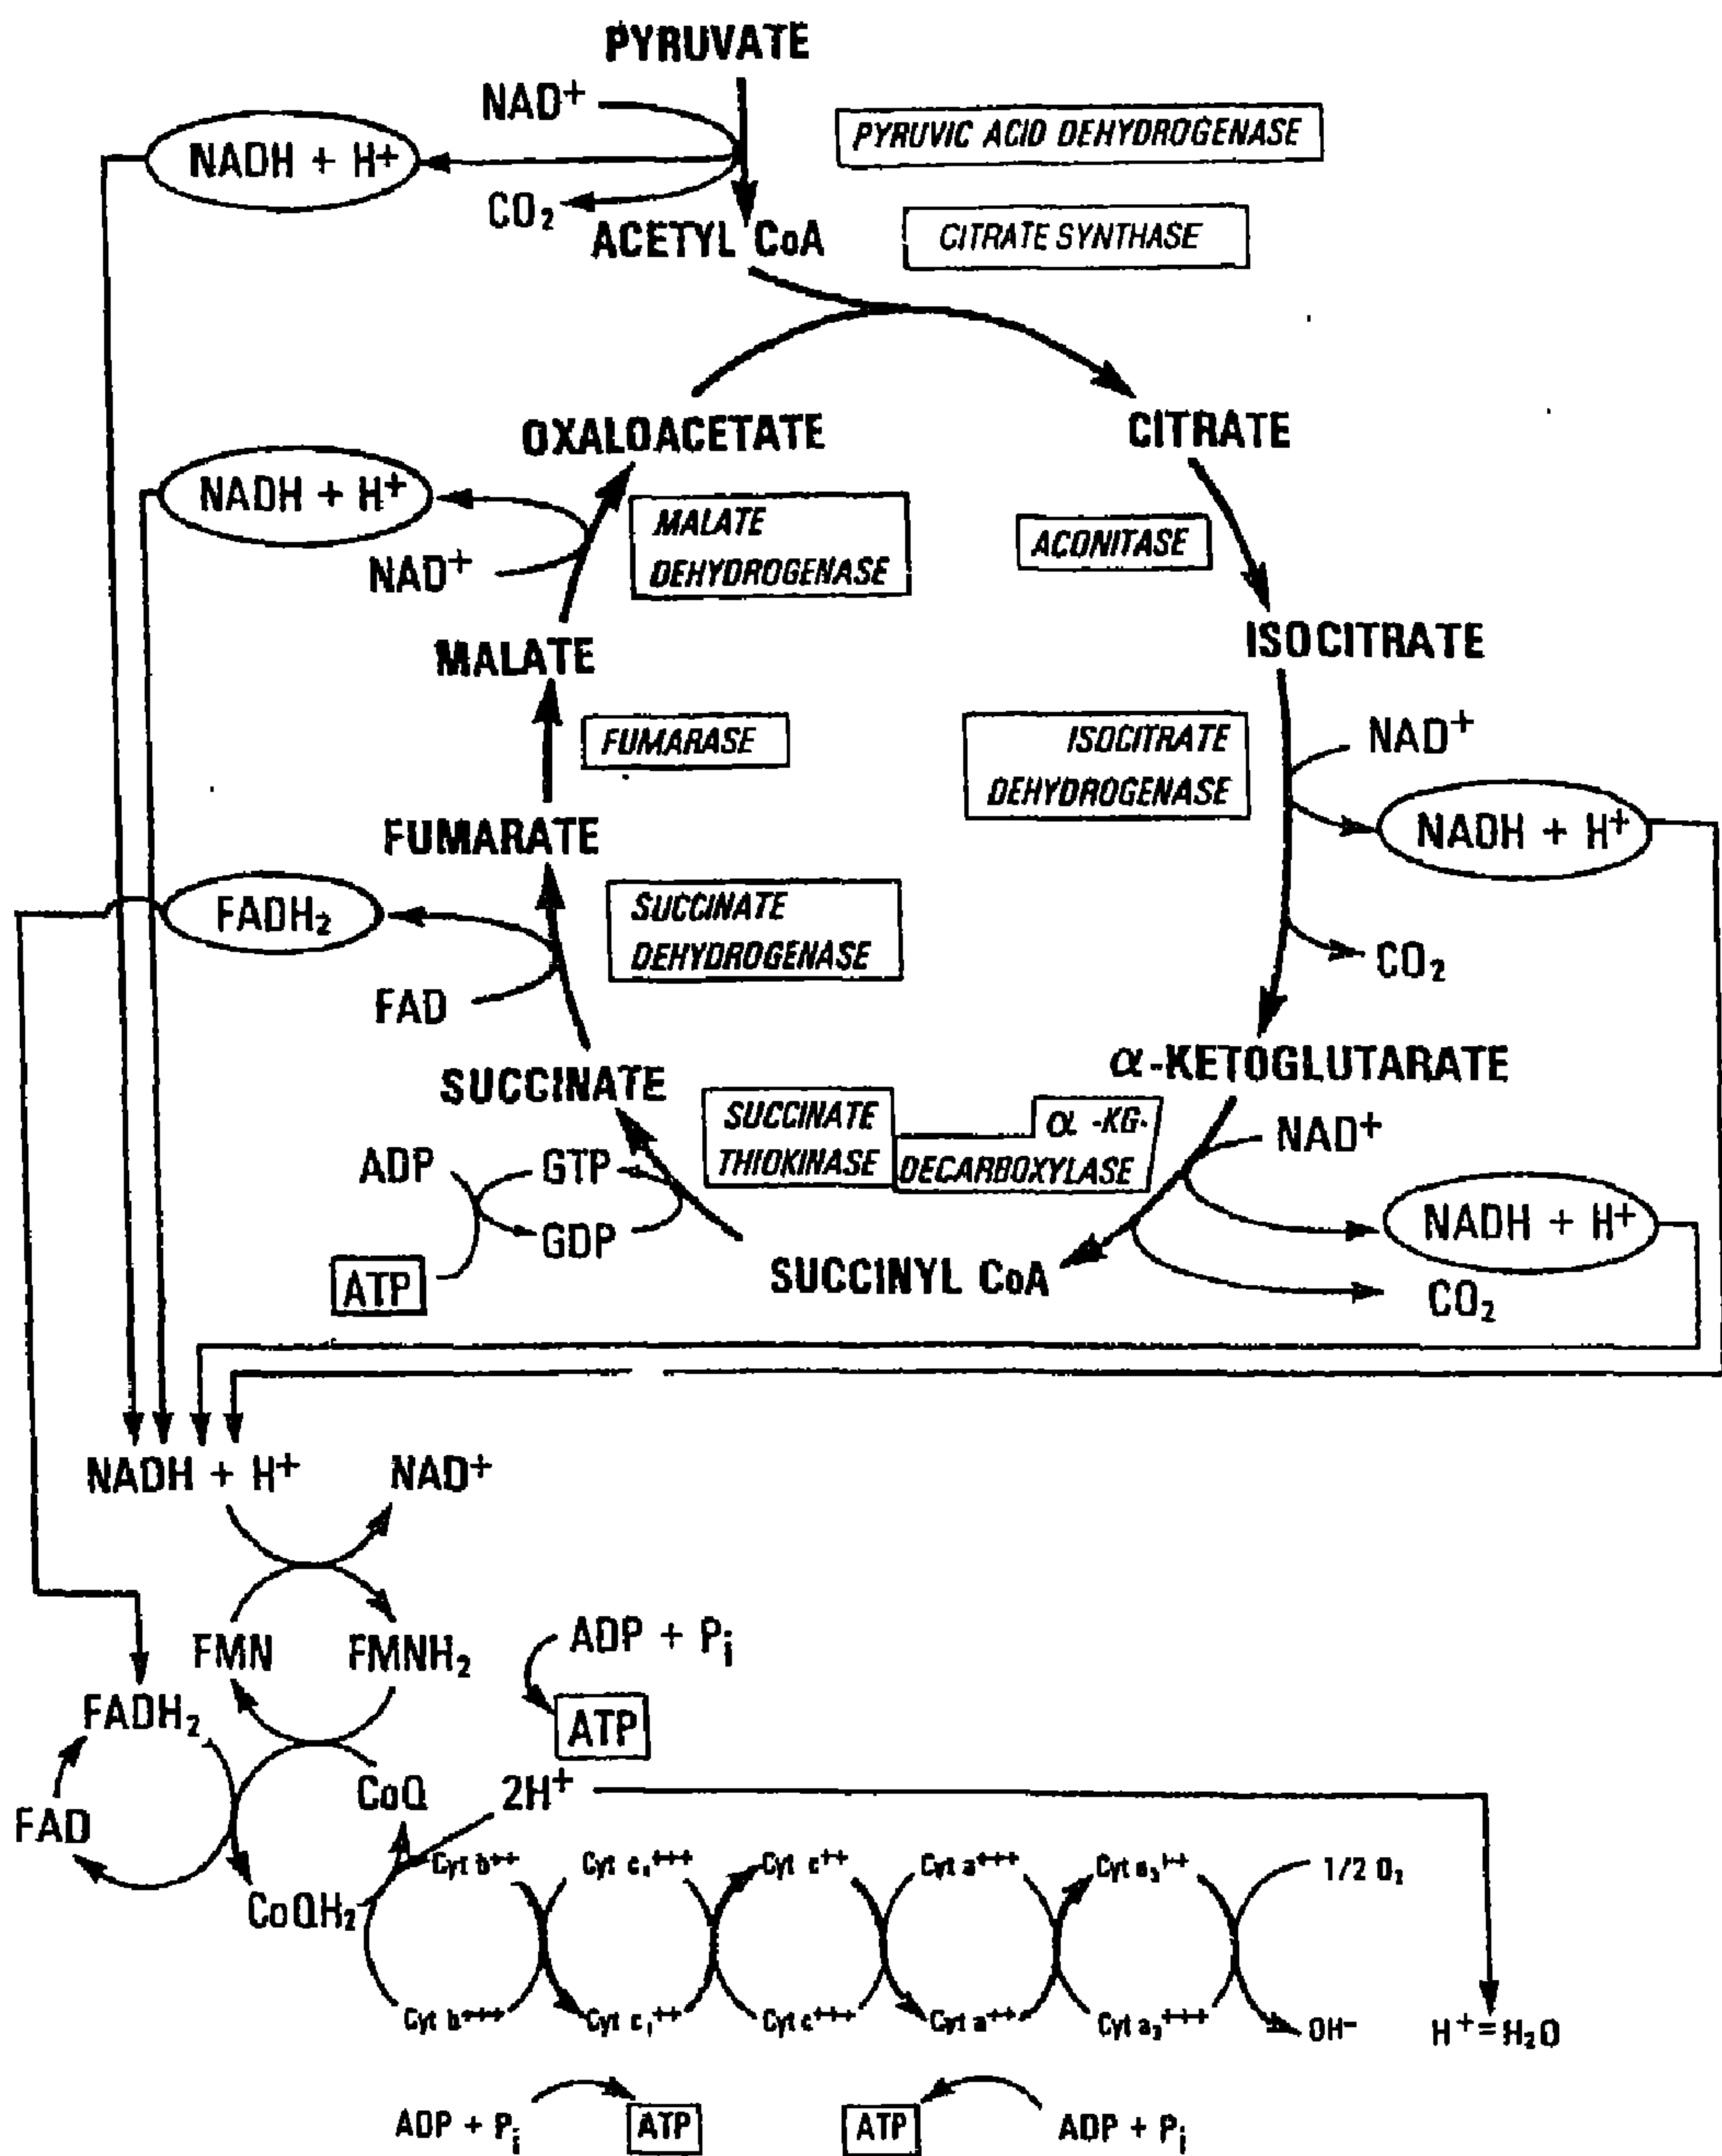 PYRUVATE
NAD+
PYRUVIC ACID DEHYDROGENASE
NADH + H+
CO₂
ACETYL CoA
CITRATE SYNTHASE
OXALOACETATE
CITRATE
NADH + H+
MALATE
DEHYDROGENASE
ACONITASE
NAD+
MALATE
ISOCITRATE
FUMARASE
ISOCITRATE
DEHYDROGENASE
NAD+
NADH + H+
FUMARATE
FADH₂
SUCCINATE
DEHYDROGENASE
CO₂
FAD
SUCCINATE
α-KETOGLUTARATE
SUCCINATE
THIOKINASE
α -KG-
DECARBOXYLASE
NAD+
ADP
GTP
GDP
NADH + H+
ATP
SUCCINYL CoA
CO₂
NADH + H+
NAD+
FMN
FMNH₂
ADP + Pi
ATP
FADH₂
CoQ
2H+
FAD
CoQH₂
Cyt b++
Cyt c₁+++
Cyt c++
Cyt a+++
Cyt a₃++
1/2 O₂
Cyt b+++
Cyt c₁++
Cyt c+++
Cyt a++
Cyt a₃+++
OH−
H+=H₂O
ADP + Pi
ATP
ATP
ADP + Pi